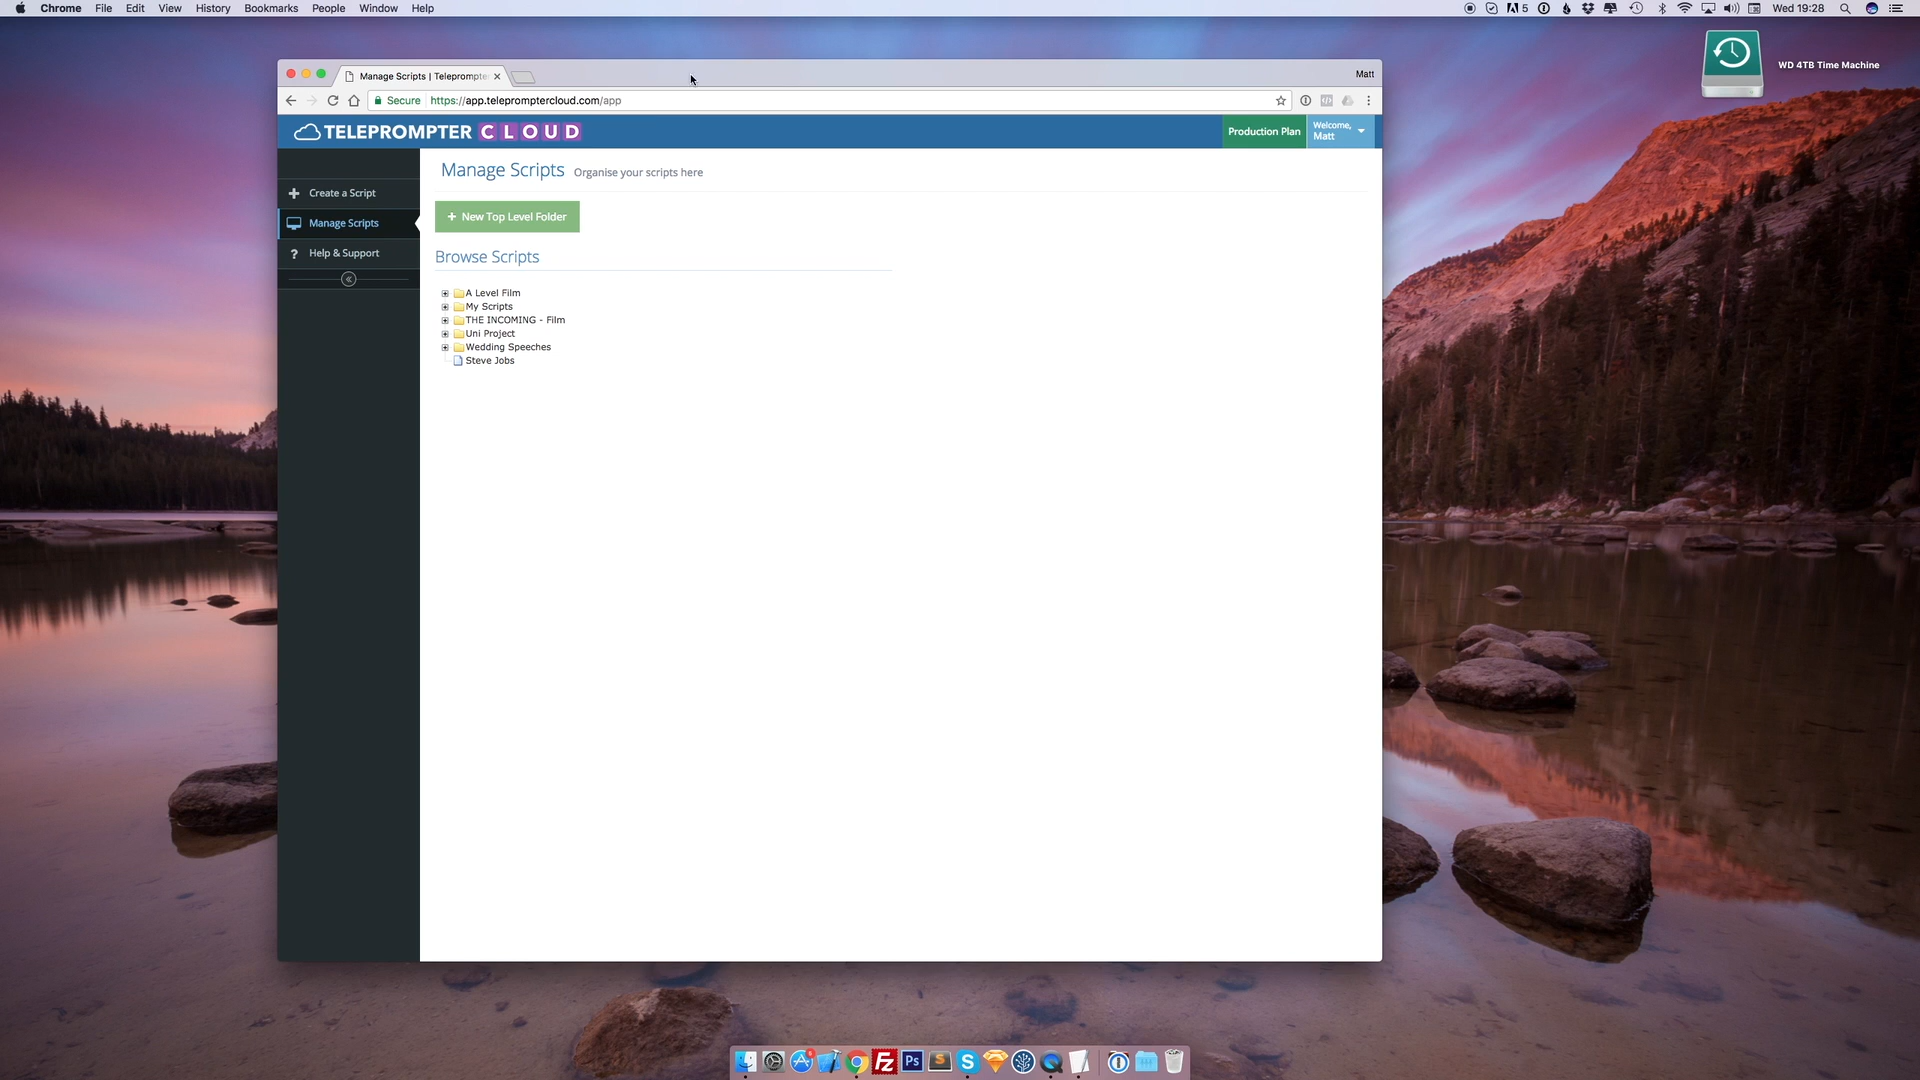 Chrome File Edit View History Bookmarks People Window Help
5 Wed 19:28
WD 4TB Time Machine
Manage Scripts | Teleprompte
Matt
Secure https://app.telepromptercloud.com/app
TELEPROMPTER CLOUD
Production Plan
Welcome,
Matt
Create a Script
Manage Scripts
Help & Support
Manage Scripts Organise your scripts here
+ New Top Level Folder
Browse Scripts
A Level Film
My Scripts
THE INCOMING - Film
Uni Project
Wedding Speeches
Steve Jobs
Fz
Ps
S
S